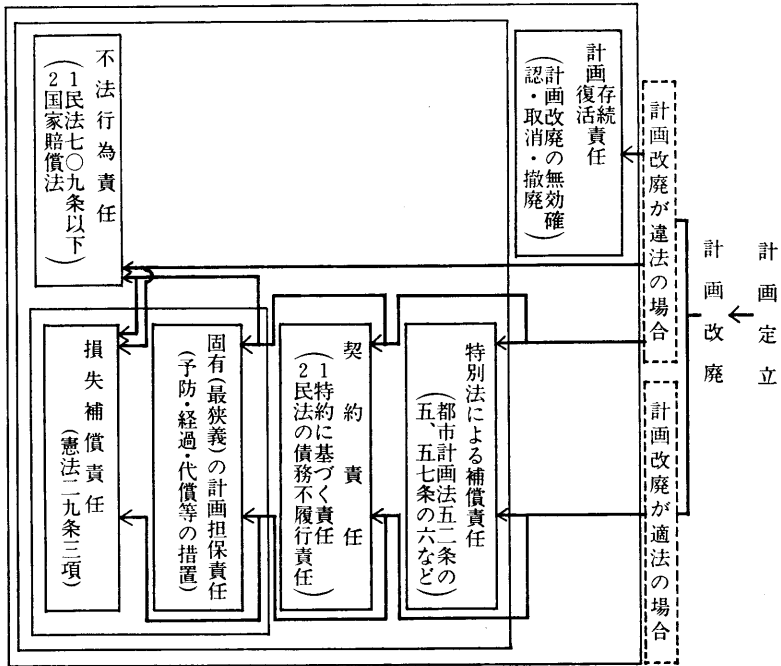 計画定立
計画改廃
計画改廃が違法の場合
計画改廃が適法の場合
計画存続
復活責任
(計画改廃の無効確
認・取消・撤廃)
特別法による補償責任
(都市計画法五二条の
五、五七条の六など)
契約責任
(1特約に基づく責任
2民法の債務不履行責任)
固有(最狭義)の計画担保責任
(予防・経過・代償等の措置)
不法行為責任
(1民法七〇九条以下
2国家賠償法)
損失補償責任
(憲法二九条三項)